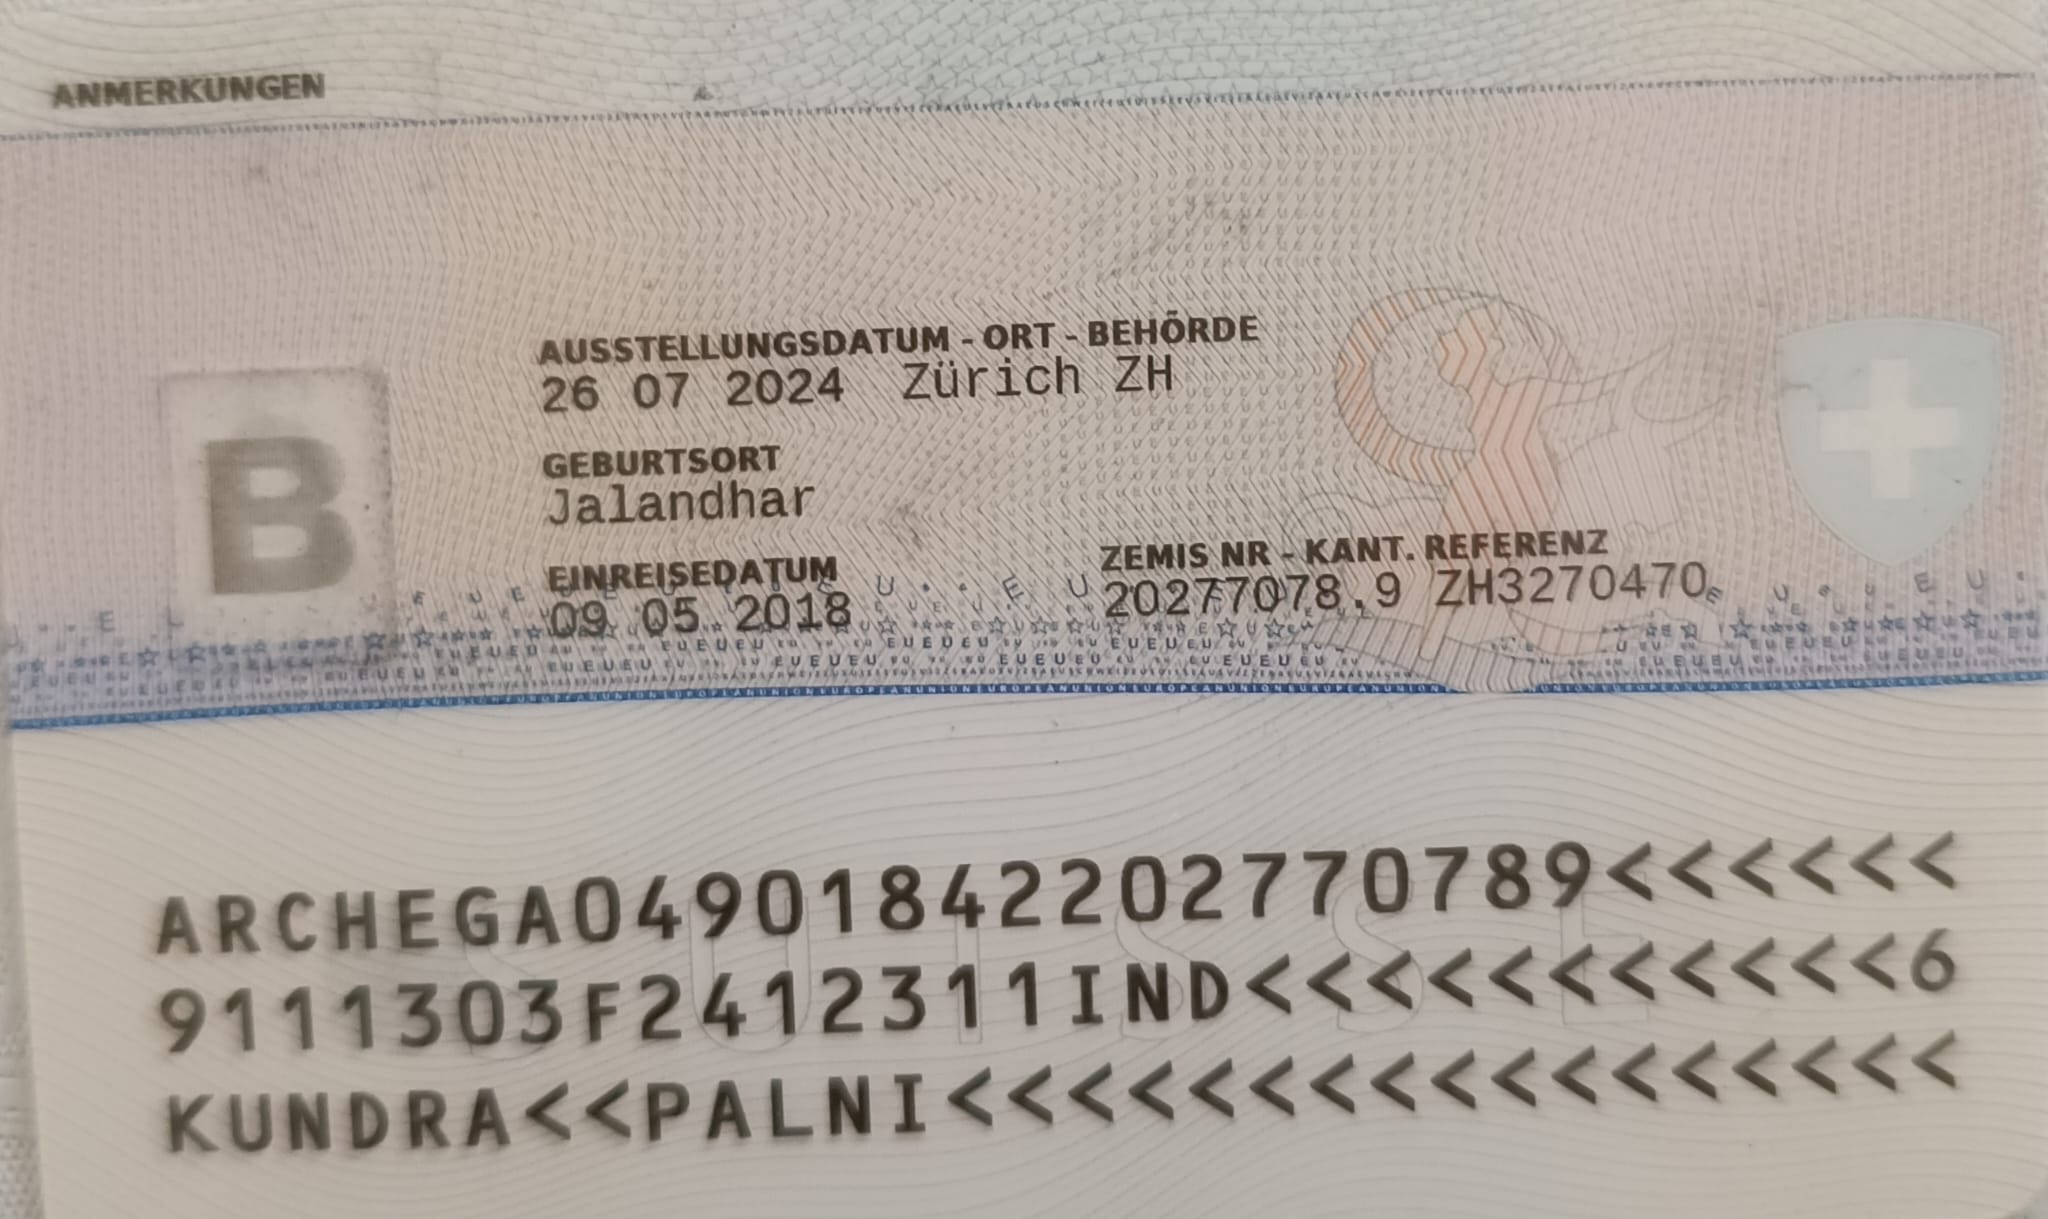 ANMERKUNGEN
B
AUSSTELLUNGSDATUM - ORT - BEHÖRDE
26 07 2024 Zürich ZH
GEBURTSORT
Jalandhar
EINREISEDATUM
09 05 2018
ZEMIS NR - KANT. REFERENZ
20277078.9 ZH3270470
ARCHEGA04901842202770789<<<<<<
9111303F2412311IND<<<<<<<<<<<6
KUNDRA<<PALNI<<<<<<<<<<<<<<<<<